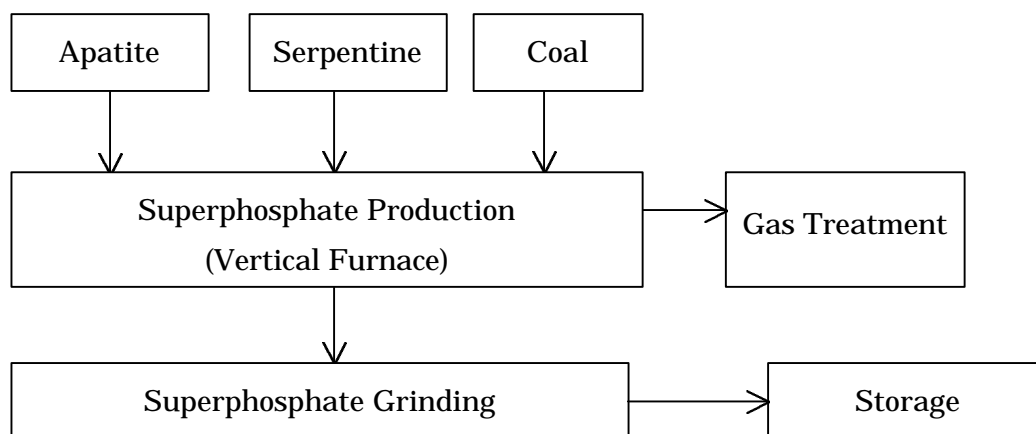 Apatite
Serpentine
Coal
Superphosphate Production
(Vertical Furnace)
Gas Treatment
Superphosphate Grinding
Storage